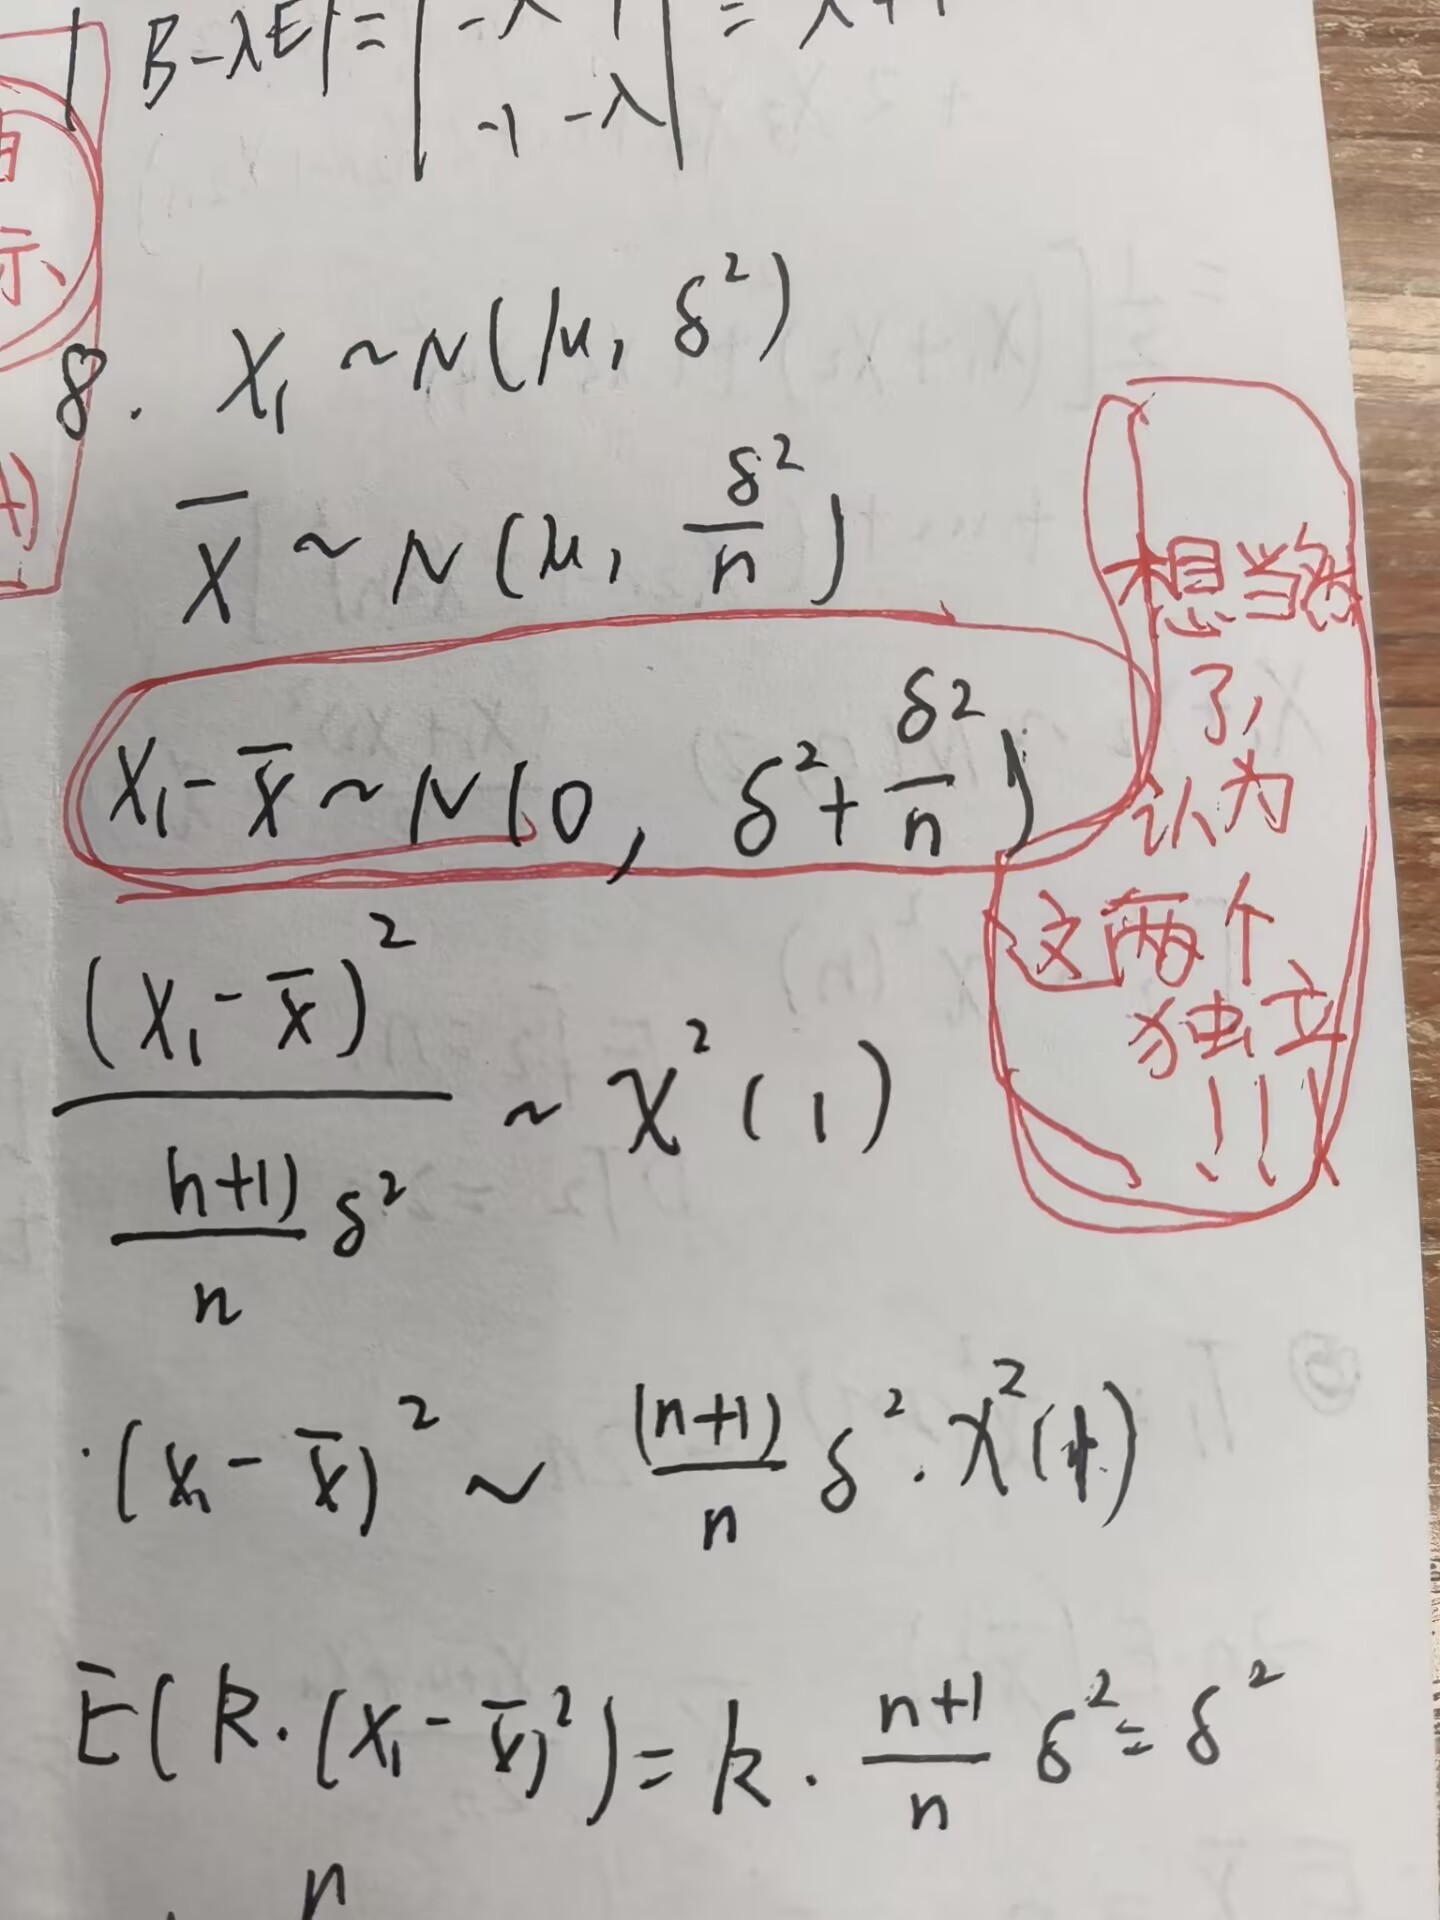 | B-λE | = | -λ 1
-1 -λ | = λ
示
8. X₁ ~ N(μ, δ²)
X̄ ~ N(μ, δ²/n)
X₁ - X̄ ~ N(0, δ² + δ²/n)
想当然
了,
认为
这两个
独立
!!!
(X₁ - X̄)² / (n+1)/n δ² ~ χ²(1)
(X₁ - X̄)² ~ (n+1)/n δ² · χ²(1)
E(k·(X₁ - X̄)²) = k · n+1/n δ² = δ²
n